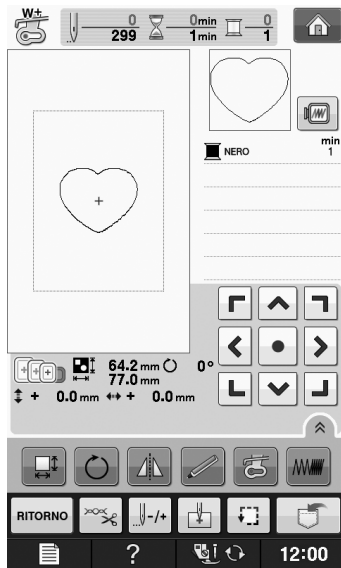 W+
0 0min 0
299 1min 1
min
NERO 1
64.2 mm 0°
77.0 mm
+ 0.0 mm + 0.0 mm
RITORNO -/+
? 12:00